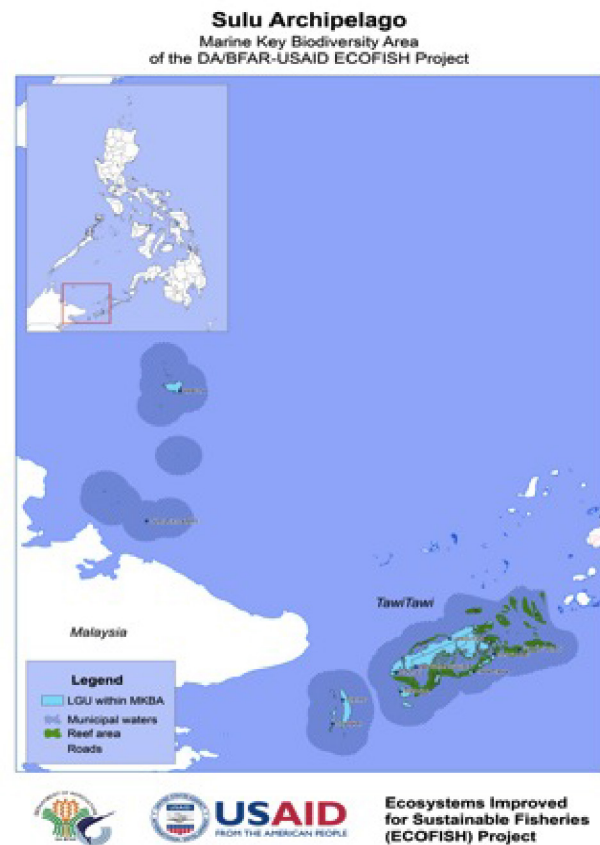 Sulu Archipelago
Marine Key Biodiversity Area
of the DA/BFAR-USAID ECOFISH Project
TawiTawi
Malaysia
Legend
LGU within MKBA
Municipal waters
Reef area
Roads
USAID
FROM THE AMERICAN PEOPLE
Ecosystems Improved
for Sustainable Fisheries
(ECOFISH) Project